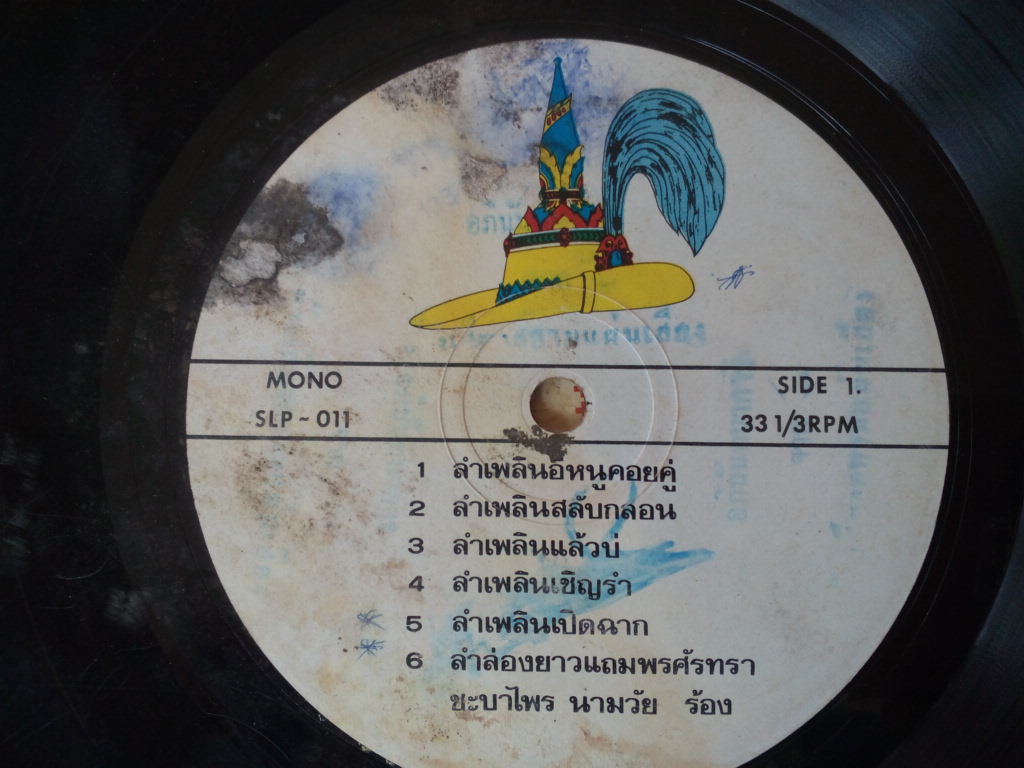 MONO
SIDE 1.
SLP - 011
33 1/3RPM
1 ลำเพลินอีหนูคอยคู่
2 ลำเพลินสลับกลอน
3 ลำเพลินแล้วบ่
4 ลำเพลินเชิญรำ
5 ลำเพลินเปิดฉาก
6 ลำล่องยาวแถมพรศัรทรา
ชะบาไพร นามวัย ร้อง